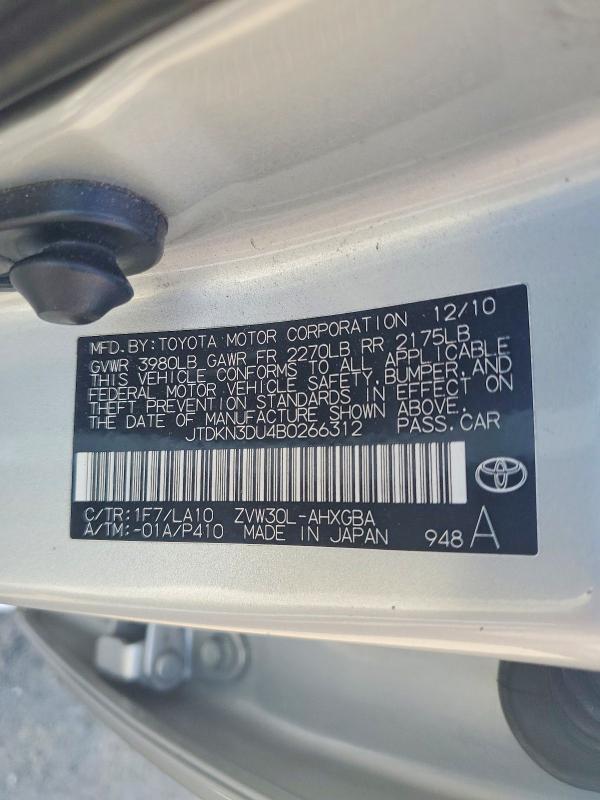 MFD. BY: TOYOTA MOTOR CORPORATION 12/10
GVWR 3980LB GAWR FR 2270LB RR 2175LB
THIS VEHICLE CONFORMS TO ALL APPLICABLE
FEDERAL MOTOR VEHICLE SAFETY, BUMPER, AND
THEFT PREVENTION STANDARDS IN EFFECT ON
THE DATE OF MANUFACTURE SHOWN ABOVE.
JTDKN3DU4B0266312 PASS. CAR
C/TR: 1F7/LA10 ZVW30L-AHXGBA
A/TM: -01A/P410 MADE IN JAPAN 948 A